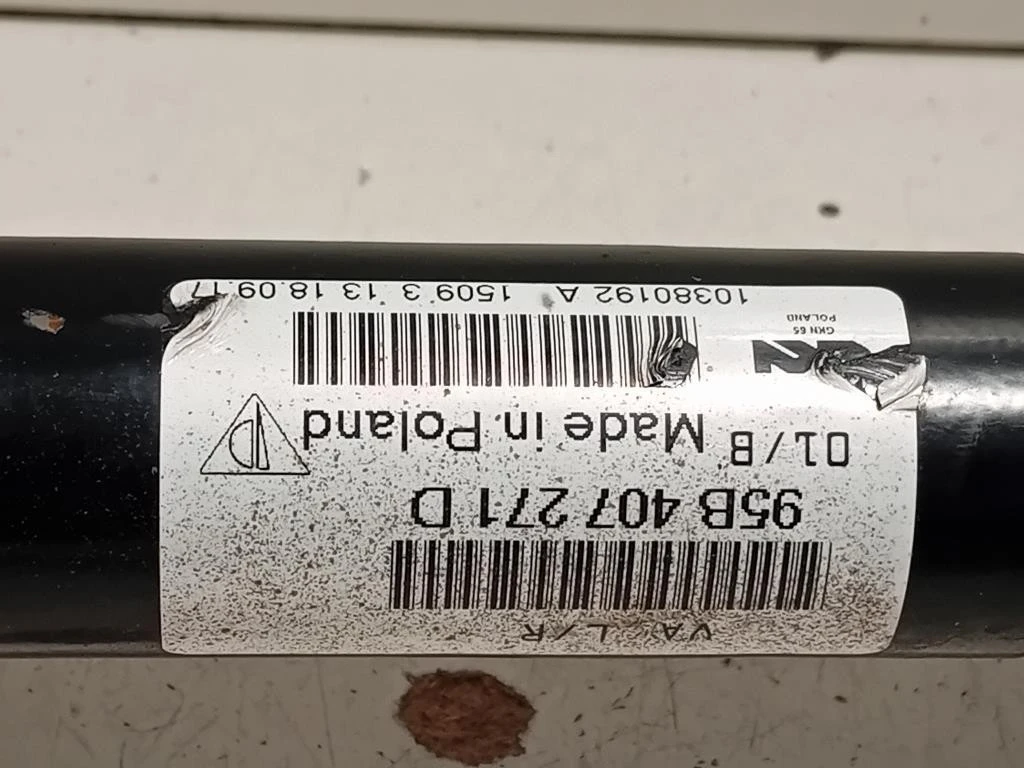 VA L/R
95B 407 271 D
01/B Made in Poland
GKN 65
POLAND
10380192 A 1509 3 13 18.09.17